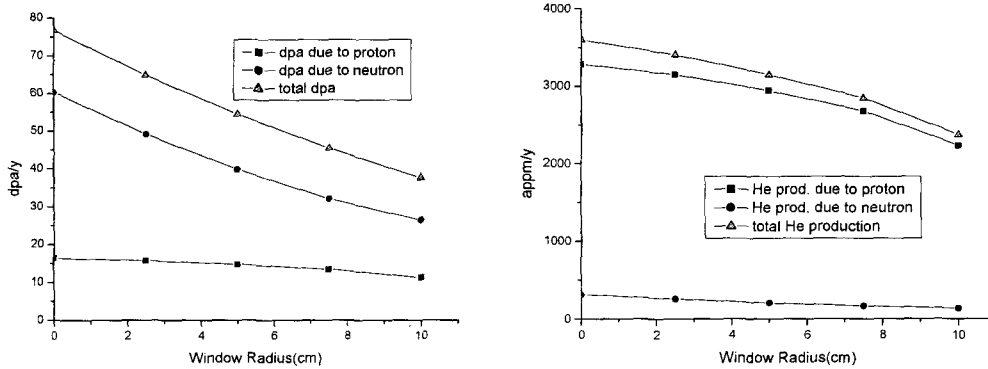 80
70
60
50
40
30
20
10
0
dpa/y
dpa due to proton
dpa due to neutron
total dpa
0 2 4 6 8 10
Window Radius(cm)
4000
3000
2000
1000
0
appm/y
He prod. due to proton
He prod. due to neutron
total He production
0 2 4 6 8 10
Window Radius(cm)